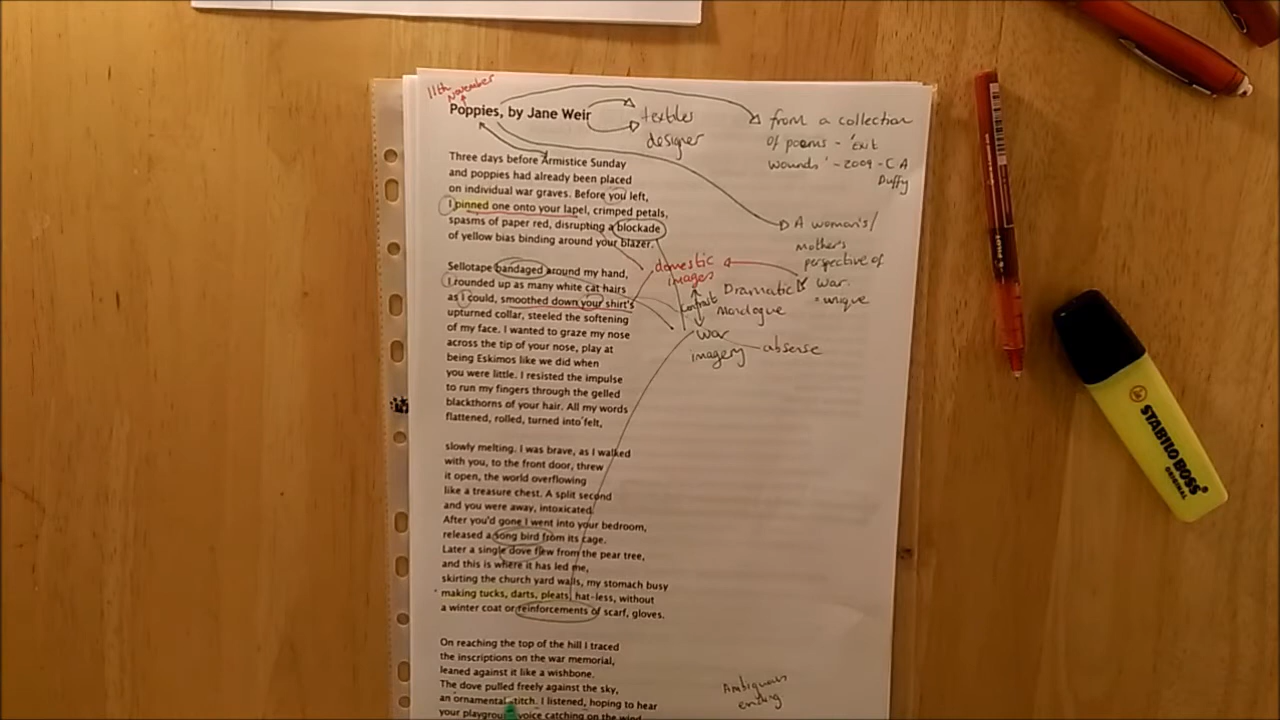 11th
November
Poppies, by Jane Weir
textiles
designer
from a collection
of poems - 'Exit
Wounds' - 2009 - C A
Duffy
Three days before Armistice Sunday
and poppies had already been placed
on individual war graves. Before you left,
I pinned one onto your lapel, crimped petals,
spasms of paper red, disrupting a blockade
of yellow bias binding around your blazer.
A woman's/
mother's
perspective of
war.
unique
domestic
images
Dramatic
Monologue
contrast
war
imagery
absense
Sellotape bandaged around my hand,
I rounded up as many white cat hairs
as I could, smoothed down your shirt's
upturned collar, steeled the softening
of my face. I wanted to graze my nose
across the tip of your nose, play at
being Eskimos like we did when
you were little. I resisted the impulse
to run my fingers through the gelled
blackthorns of your hair. All my words
flattened, rolled, turned into felt,
slowly melting. I was brave, as I walked
with you, to the front door, threw
it open, the world overflowing
like a treasure chest. A split second
and you were away, intoxicated.
After you'd gone I went into your bedroom,
released a song bird from its cage.
Later a single dove flew from the pear tree,
and this is where it has led me,
skirting the church yard walls, my stomach busy
making tucks, darts, pleats, hat-less, without
a winter coat or reinforcements of scarf, gloves.
On reaching the top of the hill I traced
the inscriptions on the war memorial,
leaned against it like a wishbone.
The dove pulled freely against the sky,
an ornamental stitch. I listened, hoping to hear
your playground voice catching on the wind.
Ambiguous
ending
PILOT
STABILO BOSS
ORIGINAL